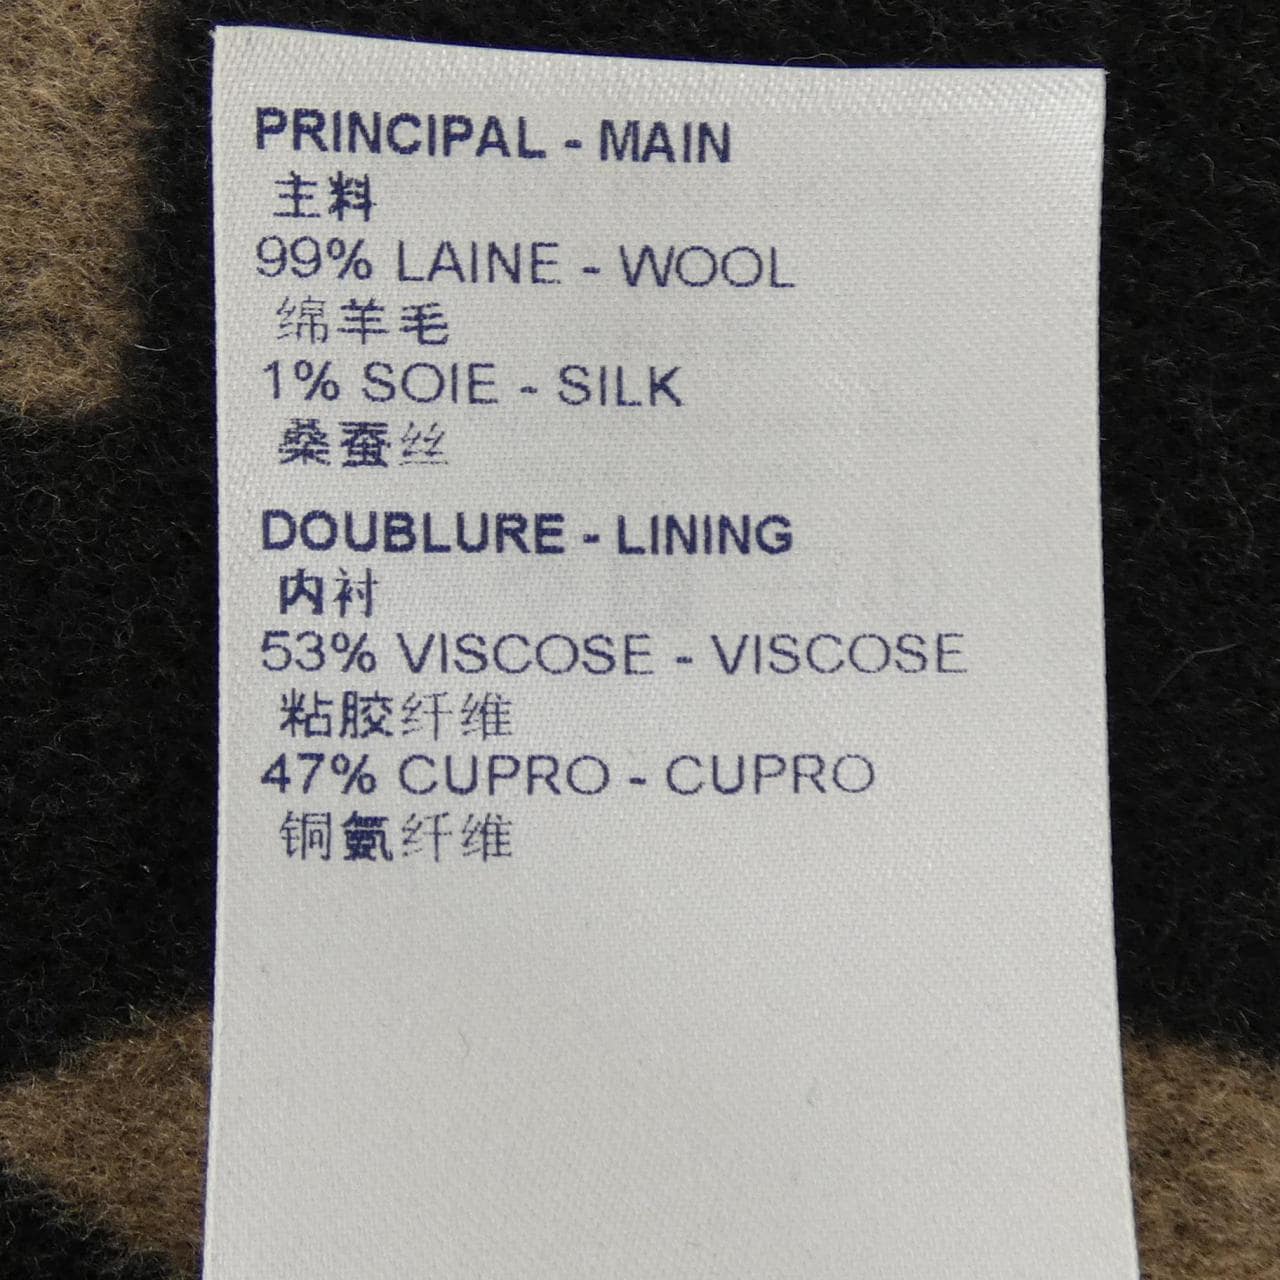 PRINCIPAL - MAIN
主料
99% LAINE - WOOL
绵羊毛
1% SOIE - SILK
桑蚕丝
DOUBLURE - LINING
内衬
53% VISCOSE - VISCOSE
粘胶纤维
47% CUPRO - CUPRO
铜氨纤维